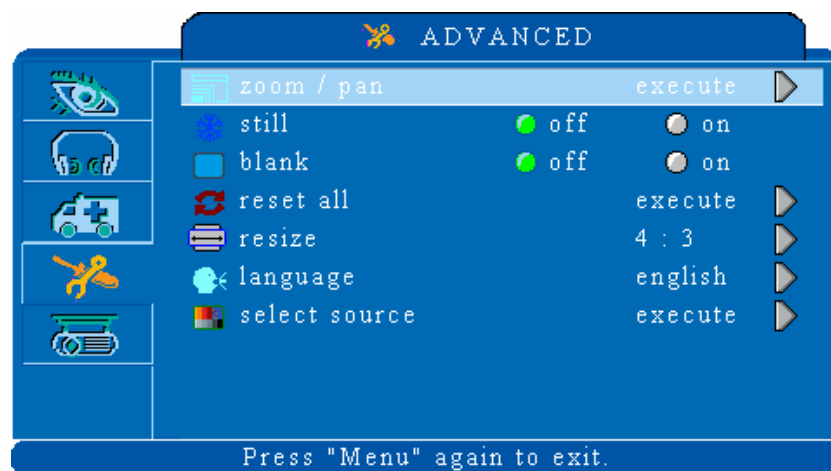 ADVANCED
zoom / pan execute
still off on
blank off on
reset all execute
resize 4 : 3
language english
select source execute
Press "Menu" again to exit.